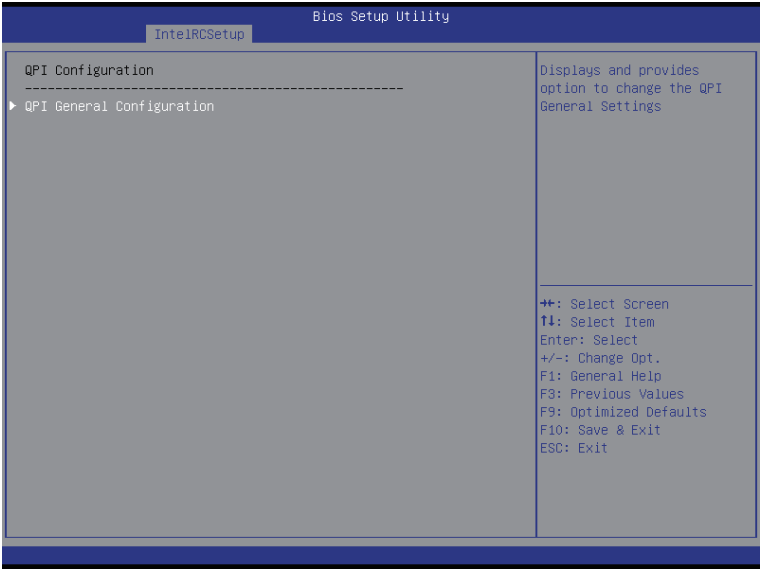 Bios Setup Utility
IntelRCSetup
QPI Configuration
--------------------------------------------------
QPI General Configuration
Displays and provides
option to change the QPI
General Settings
→←: Select Screen
↑↓: Select Item
Enter: Select
+/-: Change Opt.
F1: General Help
F3: Previous Values
F9: Optimized Defaults
F10: Save & Exit
ESC: Exit